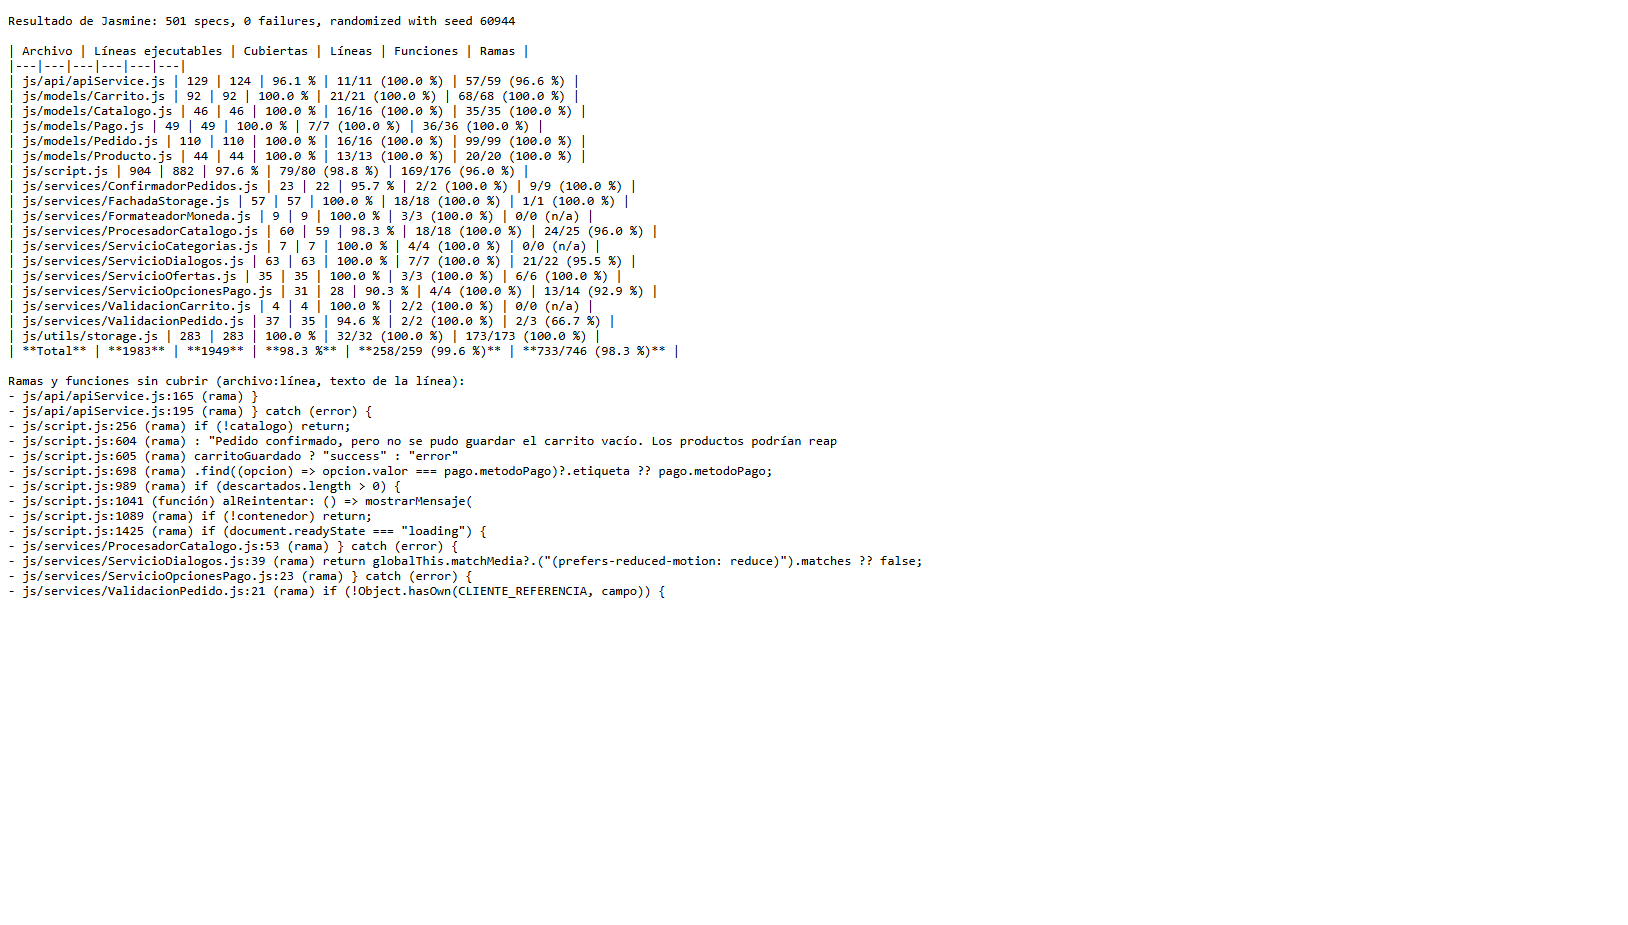 Resultado de Jasmine: 501 specs, 0 failures, randomized with seed 60944
| Archivo | Líneas ejecutables | Cubiertas | Líneas | Funciones | Ramas |
|---|---|---|---|---|---|
| js/api/apiService.js | 129 | 124 | 96.1 % | 11/11 (100.0 %) | 57/59 (96.6 %) |
| js/models/Carrito.js | 92 | 92 | 100.0 % | 21/21 (100.0 %) | 68/68 (100.0 %) |
| js/models/Catalogo.js | 46 | 46 | 100.0 % | 16/16 (100.0 %) | 35/35 (100.0 %) |
| js/models/Pago.js | 49 | 49 | 100.0 % | 7/7 (100.0 %) | 36/36 (100.0 %) |
| js/models/Pedido.js | 110 | 110 | 100.0 % | 16/16 (100.0 %) | 99/99 (100.0 %) |
| js/models/Producto.js | 44 | 44 | 100.0 % | 13/13 (100.0 %) | 20/20 (100.0 %) |
| js/script.js | 904 | 882 | 97.6 % | 79/80 (98.8 %) | 169/176 (96.0 %) |
| js/services/ConfirmadorPedidos.js | 23 | 22 | 95.7 % | 2/2 (100.0 %) | 9/9 (100.0 %) |
| js/services/FachadaStorage.js | 57 | 57 | 100.0 % | 18/18 (100.0 %) | 1/1 (100.0 %) |
| js/services/FormateadorMoneda.js | 9 | 9 | 100.0 % | 3/3 (100.0 %) | 0/0 (n/a) |
| js/services/ProcesadorCatalogo.js | 60 | 59 | 98.3 % | 18/18 (100.0 %) | 24/25 (96.0 %) |
| js/services/ServicioCategorias.js | 7 | 7 | 100.0 % | 4/4 (100.0 %) | 0/0 (n/a) |
| js/services/ServicioDialogos.js | 63 | 63 | 100.0 % | 7/7 (100.0 %) | 21/22 (95.5 %) |
| js/services/ServicioOfertas.js | 35 | 35 | 100.0 % | 3/3 (100.0 %) | 6/6 (100.0 %) |
| js/services/ServicioOpcionesPago.js | 31 | 28 | 90.3 % | 4/4 (100.0 %) | 13/14 (92.9 %) |
| js/services/ValidacionCarrito.js | 4 | 4 | 100.0 % | 2/2 (100.0 %) | 0/0 (n/a) |
| js/services/ValidacionPedido.js | 37 | 35 | 94.6 % | 2/2 (100.0 %) | 2/3 (66.7 %) |
| js/utils/storage.js | 283 | 283 | 100.0 % | 32/32 (100.0 %) | 173/173 (100.0 %) |
| **Total** | **1983** | **1949** | **98.3 %** | **258/259 (99.6 %)** | **733/746 (98.3 %)** |
Ramas y funciones sin cubrir (archivo:línea, texto de la línea):
- js/api/apiService.js:165 (rama) }
- js/api/apiService.js:195 (rama) } catch (error) {
- js/script.js:256 (rama) if (!catalogo) return;
- js/script.js:604 (rama) : "Pedido confirmado, pero no se pudo guardar el carrito vacío. Los productos podrían reap
- js/script.js:605 (rama) carritoGuardado ? "success" : "error"
- js/script.js:698 (rama) .find((opcion) => opcion.valor === pago.metodoPago)?.etiqueta ?? pago.metodoPago;
- js/script.js:989 (rama) if (descartados.length > 0) {
- js/script.js:1041 (función) alReintentar: () => mostrarMensaje(
- js/script.js:1089 (rama) if (!contenedor) return;
- js/script.js:1425 (rama) if (document.readyState === "loading") {
- js/services/ProcesadorCatalogo.js:53 (rama) } catch (error) {
- js/services/ServicioDialogos.js:39 (rama) return globalThis.matchMedia?.("(prefers-reduced-motion: reduce)").matches ?? false;
- js/services/ServicioOpcionesPago.js:23 (rama) } catch (error) {
- js/services/ValidacionPedido.js:21 (rama) if (!Object.hasOwn(CLIENTE_REFERENCIA, campo)) {